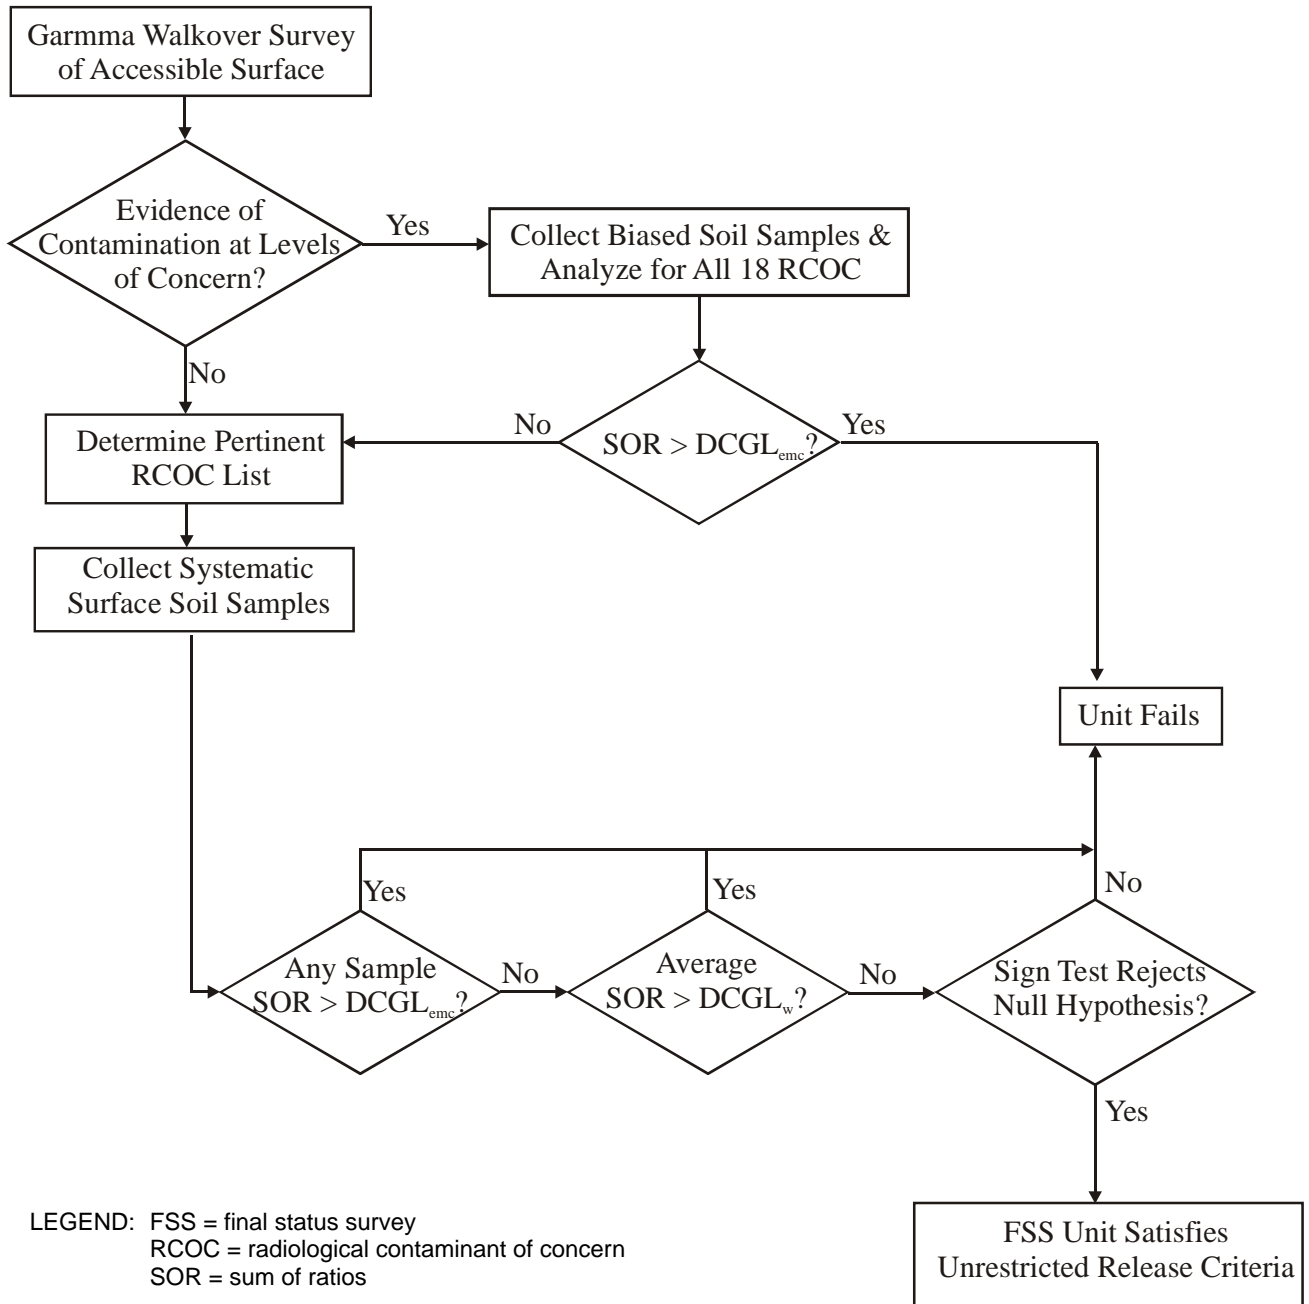 Garmma Walkover Survey
of Accessible Surface
Evidence of
Contamination at Levels
of Concern?
Yes
Collect Biased Soil Samples &
Analyze for All 18 RCOC
No
Determine Pertinent
RCOC List
No
SOR > DCGLemc?
Yes
Collect Systematic
Surface Soil Samples
Unit Fails
Yes
Yes
No
Any Sample
SOR > DCGLemc?
No
Average
SOR > DCGLw?
No
Sign Test Rejects
Null Hypothesis?
Yes
FSS Unit Satisfies
Unrestricted Release Criteria
LEGEND: FSS = final status survey
RCOC = radiological contaminant of concern
SOR = sum of ratios